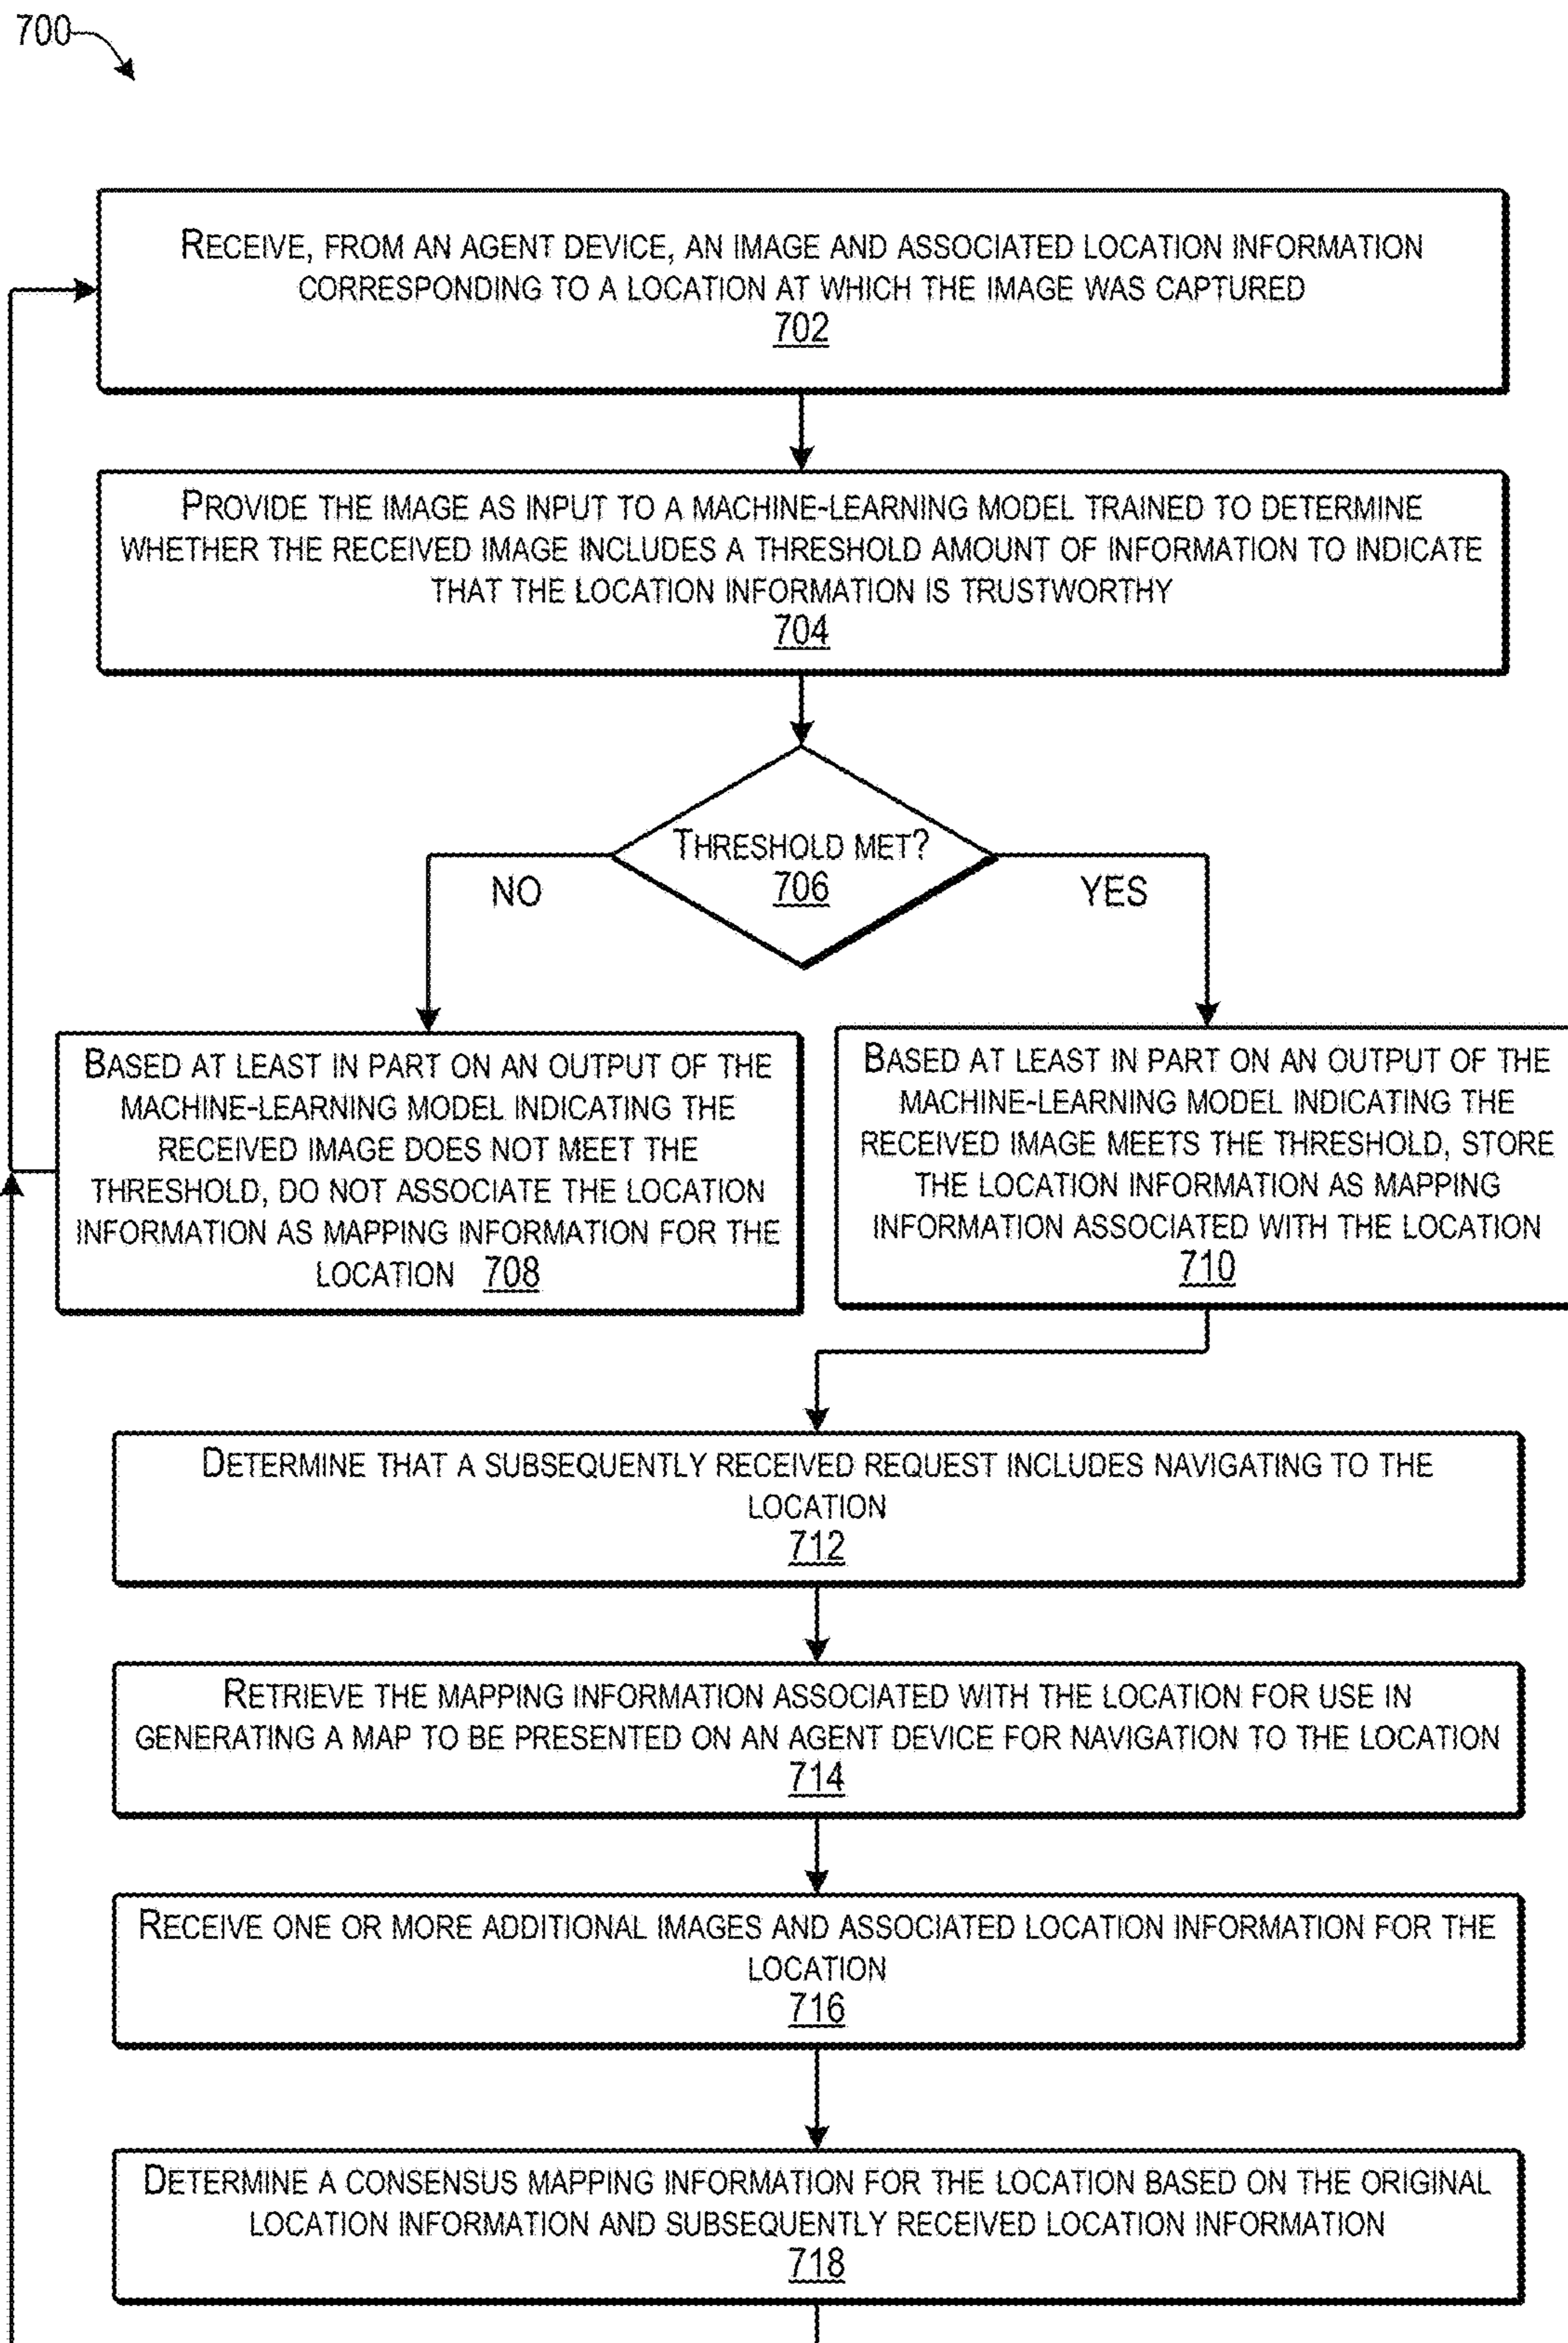 700
RECEIVE, FROM AN AGENT DEVICE, AN IMAGE AND ASSOCIATED LOCATION INFORMATION
CORRESPONDING TO A LOCATION AT WHICH THE IMAGE WAS CAPTURED
702
PROVIDE THE IMAGE AS INPUT TO A MACHINE-LEARNING MODEL TRAINED TO DETERMINE
WHETHER THE RECEIVED IMAGE INCLUDES A THRESHOLD AMOUNT OF INFORMATION TO INDICATE
THAT THE LOCATION INFORMATION IS TRUSTWORTHY
704
THRESHOLD MET?
706
NO
YES
BASED AT LEAST IN PART ON AN OUTPUT OF THE
MACHINE-LEARNING MODEL INDICATING THE
RECEIVED IMAGE DOES NOT MEET THE
THRESHOLD, DO NOT ASSOCIATE THE LOCATION
INFORMATION AS MAPPING INFORMATION FOR THE
LOCATION 708
BASED AT LEAST IN PART ON AN OUTPUT OF THE
MACHINE-LEARNING MODEL INDICATING THE
RECEIVED IMAGE MEETS THE THRESHOLD, STORE
THE LOCATION INFORMATION AS MAPPING
INFORMATION ASSOCIATED WITH THE LOCATION
710
DETERMINE THAT A SUBSEQUENTLY RECEIVED REQUEST INCLUDES NAVIGATING TO THE
LOCATION
712
RETRIEVE THE MAPPING INFORMATION ASSOCIATED WITH THE LOCATION FOR USE IN
GENERATING A MAP TO BE PRESENTED ON AN AGENT DEVICE FOR NAVIGATION TO THE LOCATION
714
RECEIVE ONE OR MORE ADDITIONAL IMAGES AND ASSOCIATED LOCATION INFORMATION FOR THE
LOCATION
716
DETERMINE A CONSENSUS MAPPING INFORMATION FOR THE LOCATION BASED ON THE ORIGINAL
LOCATION INFORMATION AND SUBSEQUENTLY RECEIVED LOCATION INFORMATION
718